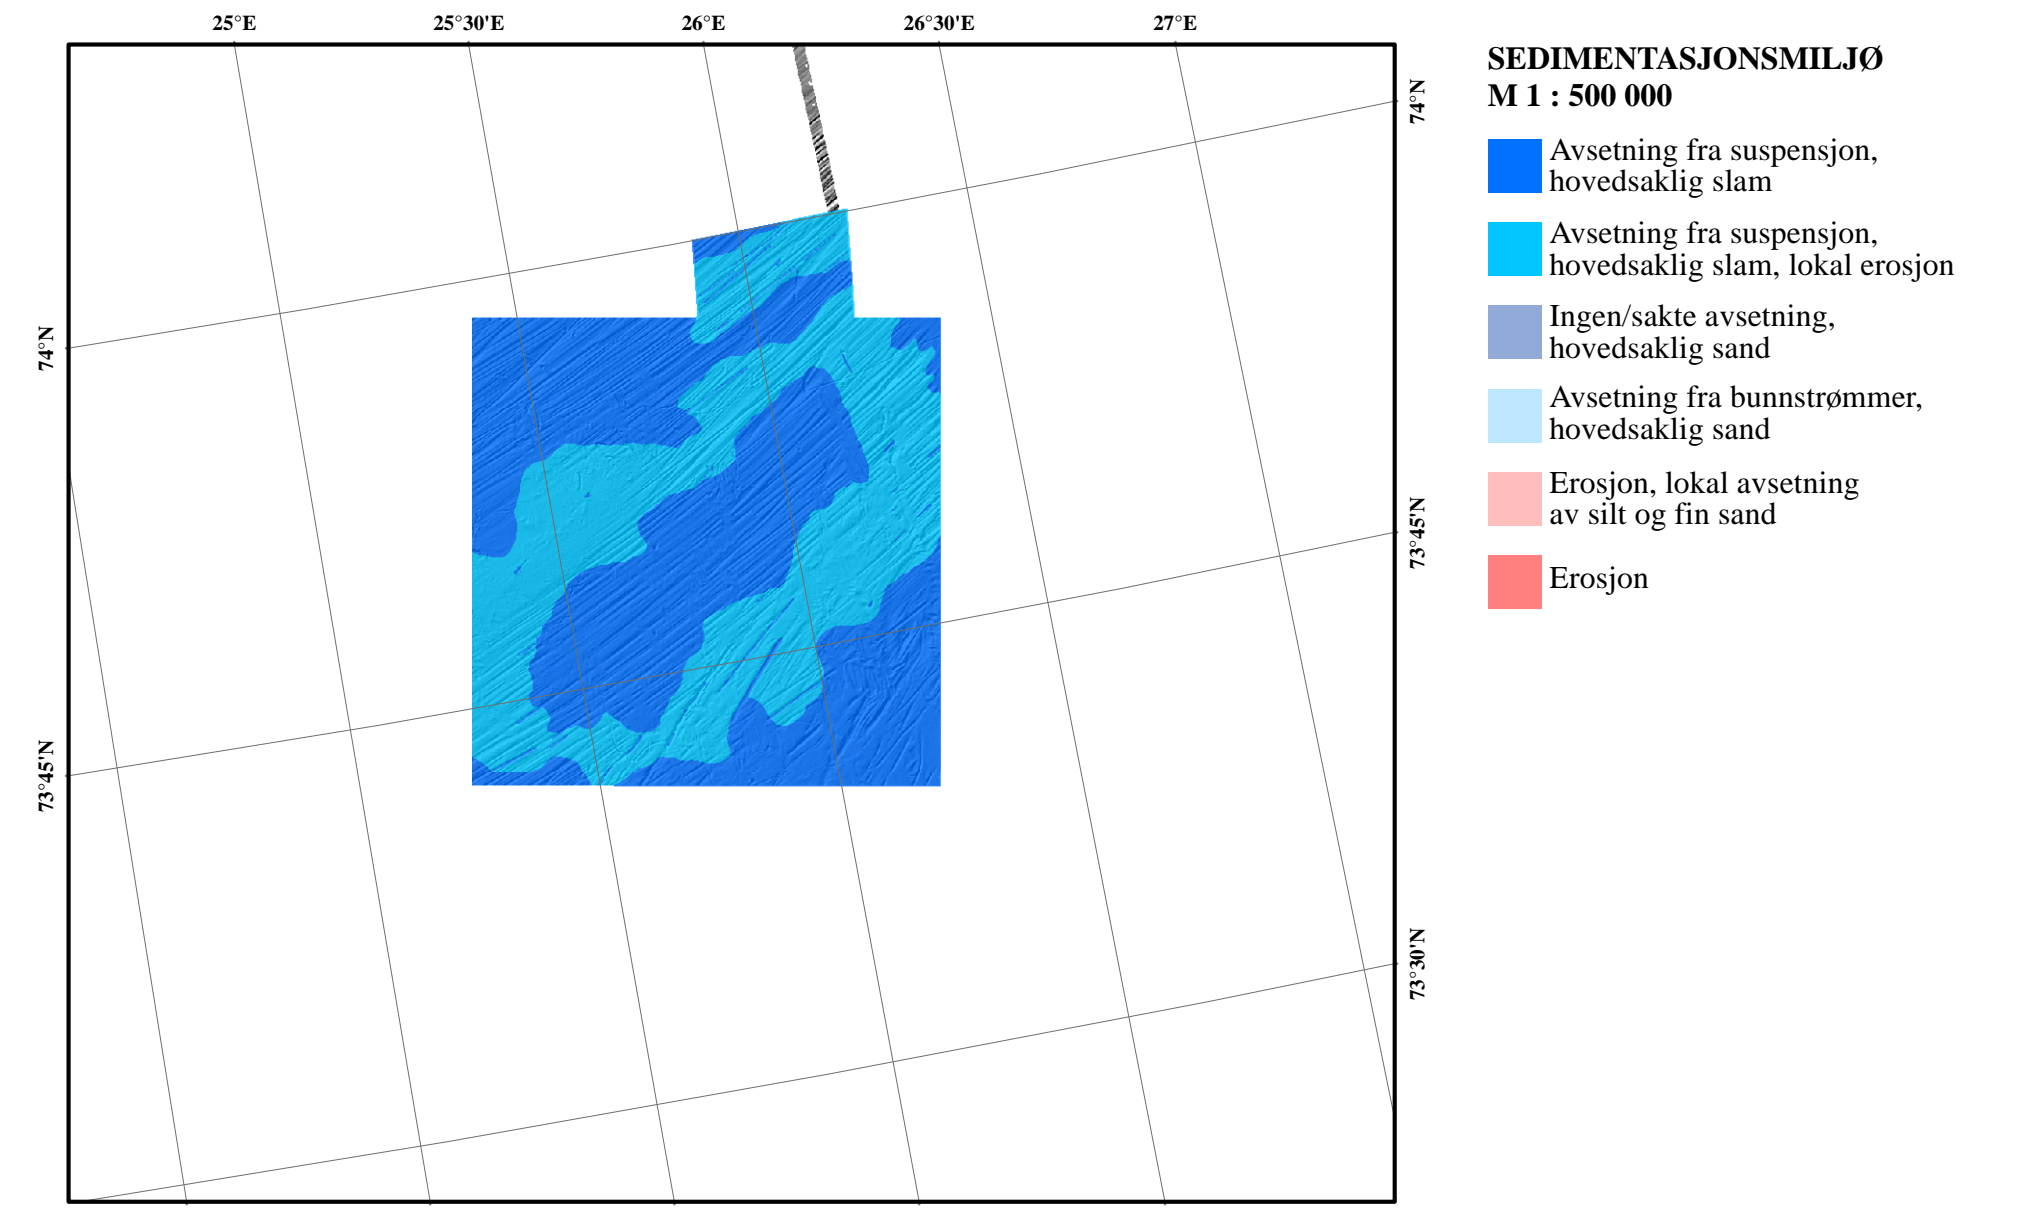 25°E
25°30'E
26°E
26°30'E
27°E
74°N
73°45'N
74°N
73°45'N
73°30'N
SEDIMENTASJONSMILJØ
M 1 : 500 000
Avsetning fra suspensjon,
hovedsaklig slam
Avsetning fra suspensjon,
hovedsaklig slam, lokal erosjon
Ingen/sakte avsetning,
hovedsaklig sand
Avsetning fra bunnstrømmer,
hovedsaklig sand
Erosjon, lokal avsetning
av silt og fin sand
Erosjon